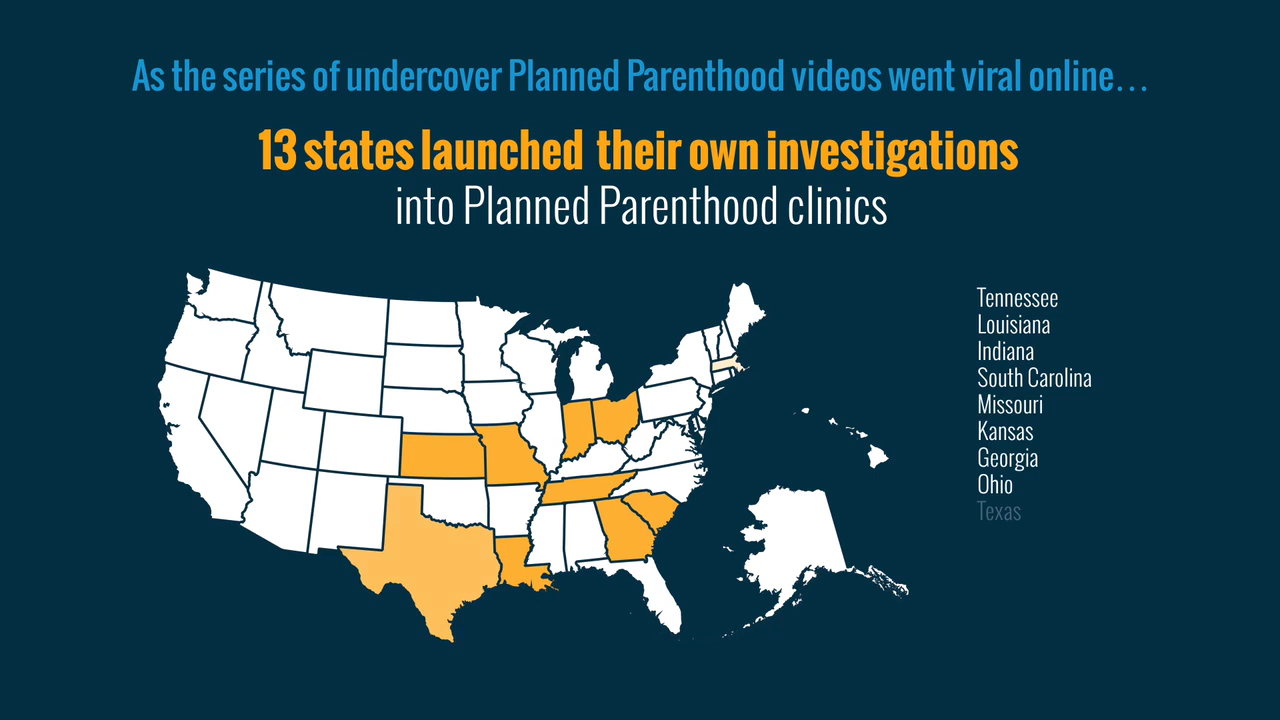 As the series of undercover Planned Parenthood videos went viral online...
13 states launched their own investigations
into Planned Parenthood clinics
Tennessee
Louisiana
Indiana
South Carolina
Missouri
Kansas
Georgia
Ohio
Texas